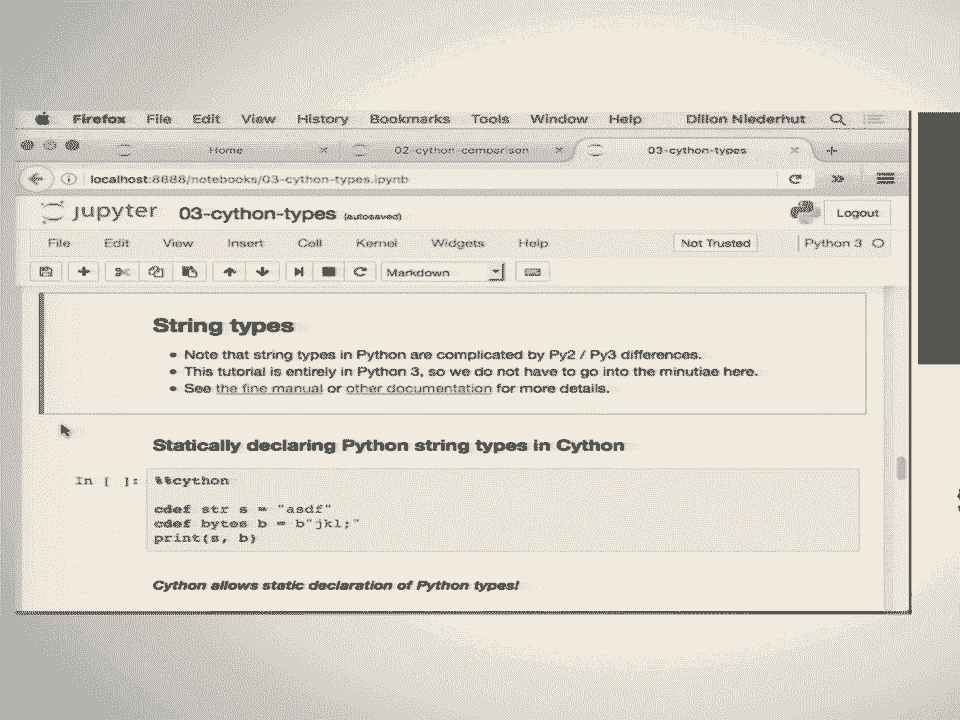 Firefox File Edit View History Bookmarks Tools Window Help Dillon Niederhut
Home × 02-cython-comparison × 03-cython-types × +
localhost:8888/notebooks/03-cython-types.ipynb
jupyter 03-cython-types (autosaved) Logout
File Edit View Insert Cell Kernel Widgets Help Not Trusted Python 3
Markdown
String types
• Note that string types in Python are complicated by Py2 / Py3 differences.
• This tutorial is entirely in Python 3, so we do not have to go into the minutiae here.
• See the fine manual or other documentation for more details.
Statically declaring Python string types in Cython
In [ ]: %%cython
cdef str s = "asdf"
cdef bytes b = b"jkl;"
print(s, b)
Cython allows static declaration of Python types!